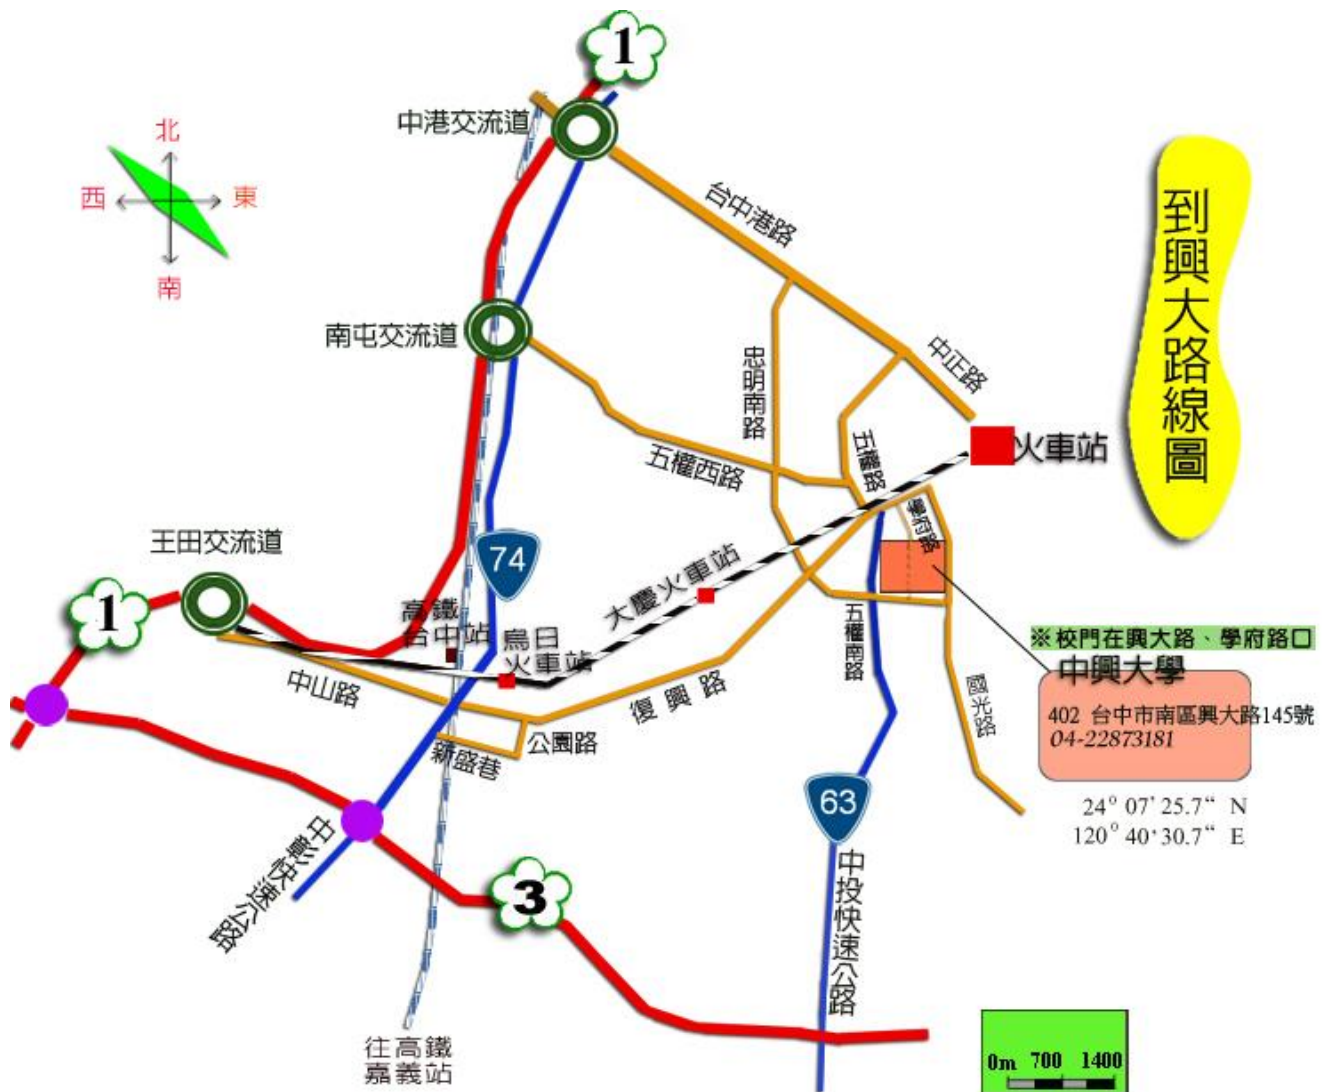 1
中港交流道
北
西 東
南
台中港路
到興大路線圖
南屯交流道
忠明南路
中正路
五權西路
五權路
火車站
學府路
王田交流道
74
1
高鐵
台中站
烏日
火車站
大慶火車站
五權南路
※校門在興大路、學府路口
中興大學
402 台中市南區興大路145號
04-22873181
24° 07' 25.7“ N
120° 40' 30.7“ E
中山路
復興路
國光路
公園路
新盛巷
63
中彰快速公路
3
中投快速公路
往高鐵
嘉義站
0m 700 1400